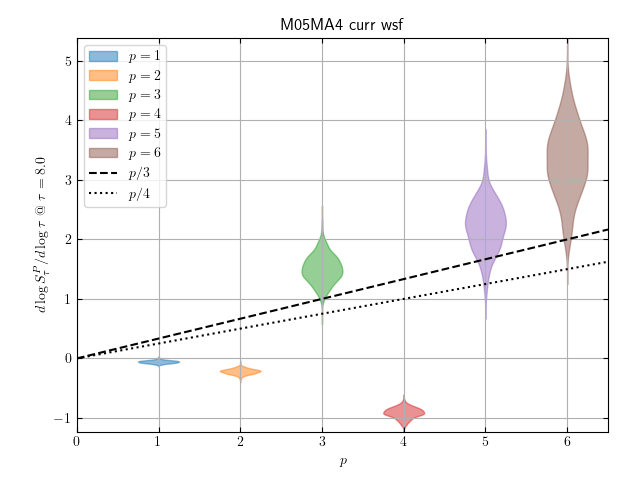 M05MA4 curr wsf
p = 1
p = 2
p = 3
p = 4
p = 5
p = 6
p/3
p/4
d log S_τ^P / d log τ @ τ = 8.0
5
4
3
2
1
0
−1
0 1 2 3 4 5 6
p